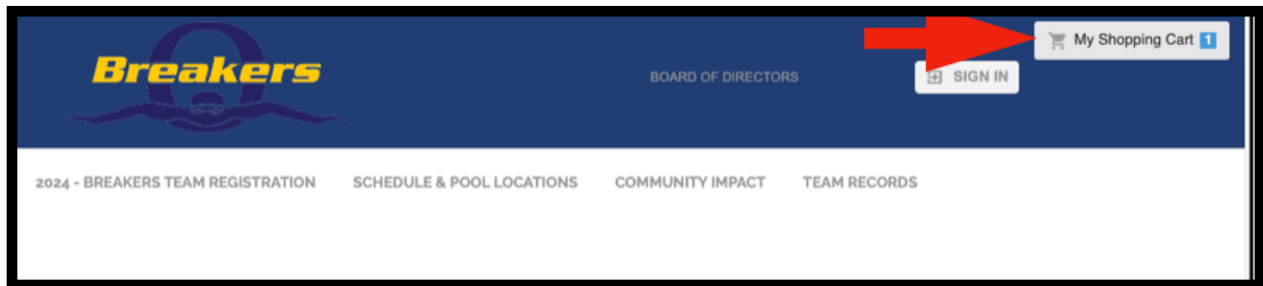 My Shopping Cart 1
Breakers
BOARD OF DIRECTORS
SIGN IN
2024 - BREAKERS TEAM REGISTRATION
SCHEDULE & POOL LOCATIONS
COMMUNITY IMPACT
TEAM RECORDS